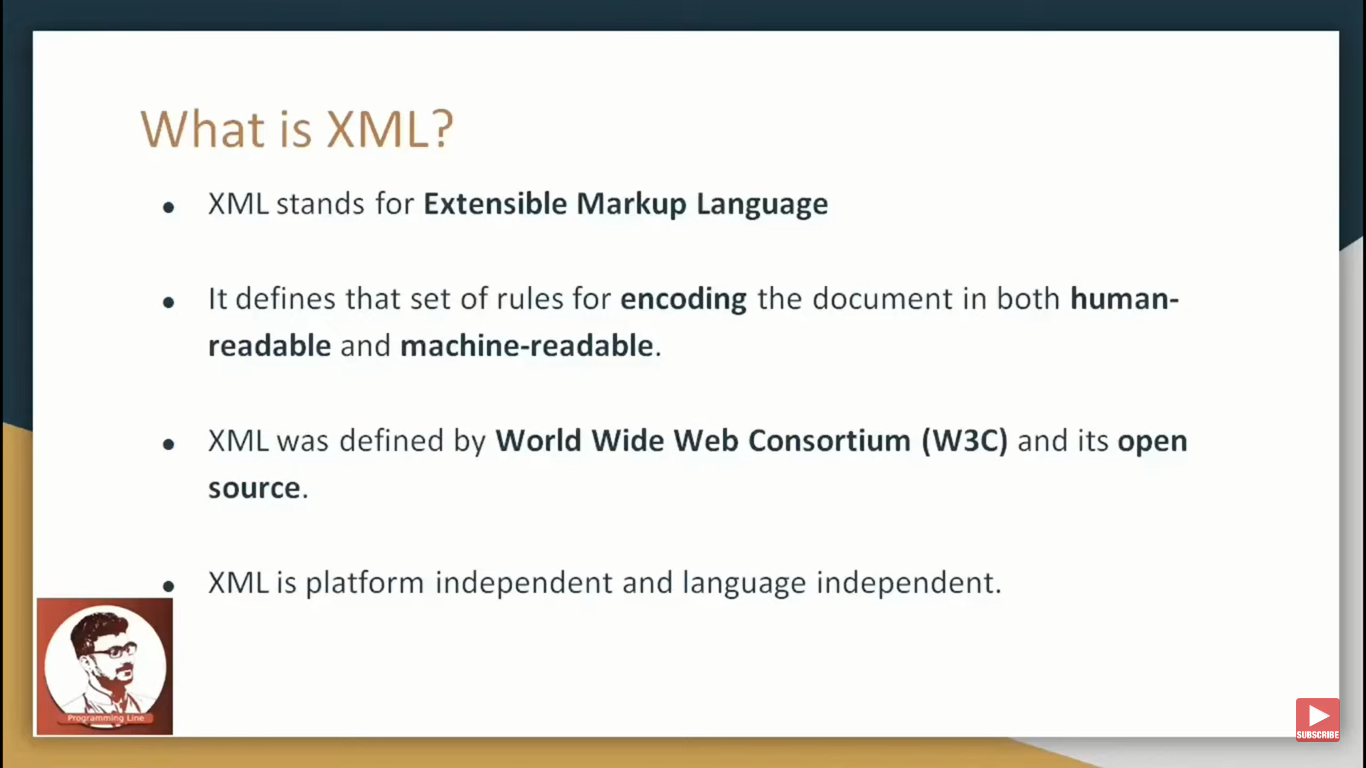 What is XML?
● XML stands for Extensible Markup Language
● It defines that set of rules for encoding the document in both human-
readable and machine-readable.
● XML was defined by World Wide Web Consortium (W3C) and its open
source.
● XML is platform independent and language independent.
Programming Line
SUBSCRIBE